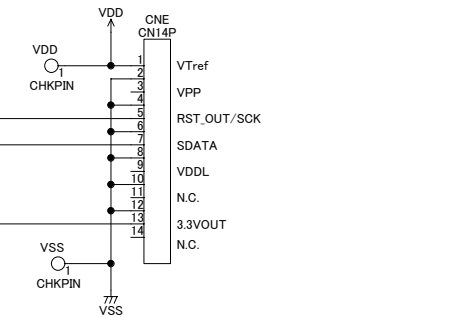 VDD
CNE
CN14P
VDD
1
CHKPIN
1
VTref
2
3
VPP
4
5
RST_OUT/SCK
6
7
SDATA
8
9
VDDL
10
11
N.C.
12
13
3.3VOUT
14
N.C.
VSS
1
CHKPIN
VSS